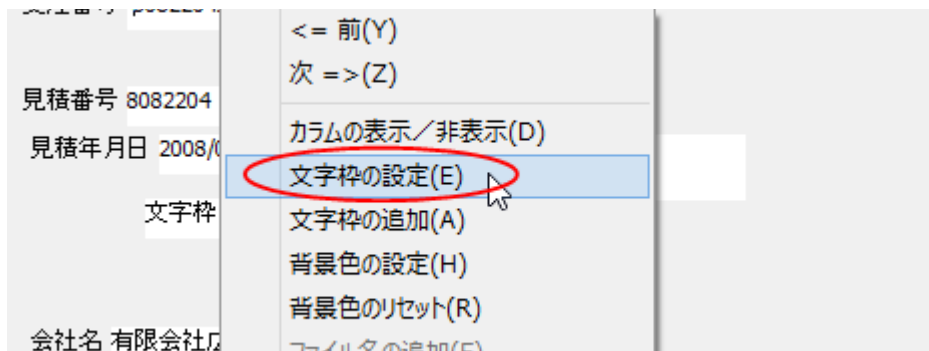 <= 前(Y)
次 =>(Z)
見積番号 8082204
カラムの表示／非表示(D)
見積年月日 2008/0
文字枠の設定(E)
文字枠
文字枠の追加(A)
背景色の設定(H)
背景色のリセット(R)
会社名 有限会社広